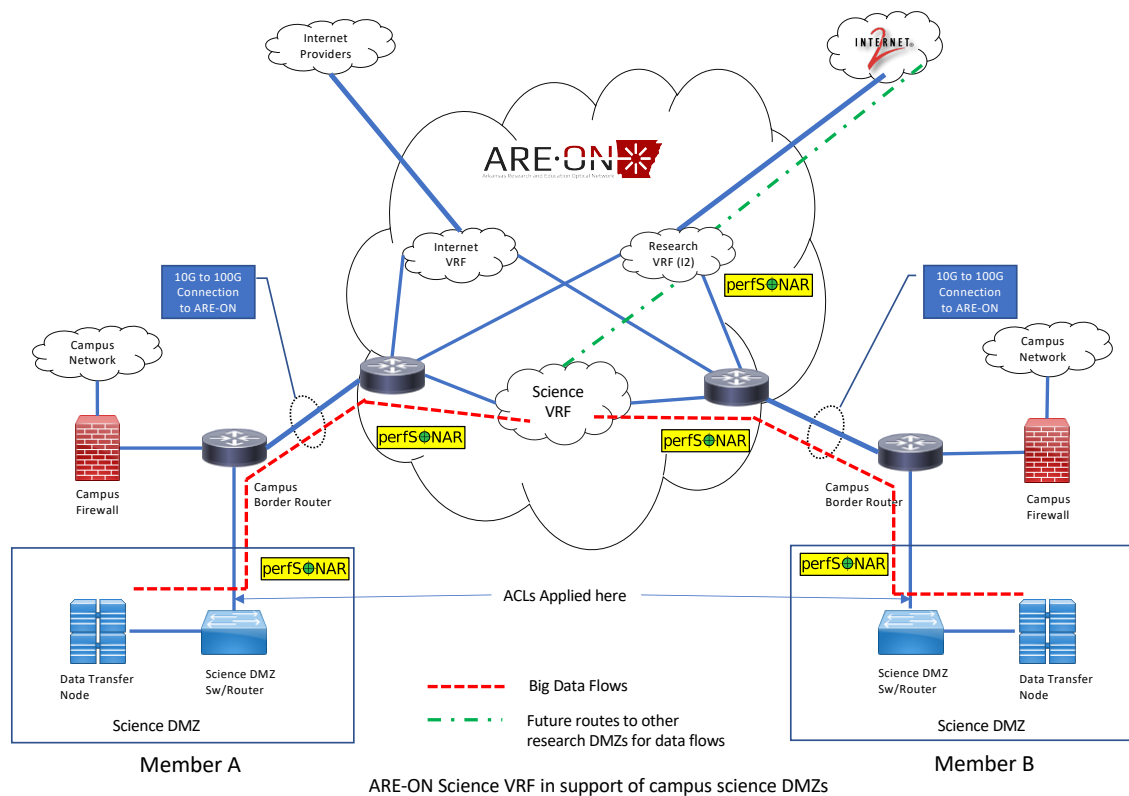 Internet
Providers
INTERNET®
2
ARE-ON
Arkansas Research and Education Optical Network
Internet
VRF
Research
VRF (I2)
10G to 100G
Connection
to ARE-ON
perfSONAR
10G to 100G
Connection
to ARE-ON
Campus
Network
Campus
Network
Science
VRF
perfSONAR
perfSONAR
Campus
Firewall
Campus
Border Router
Campus
Border Router
Campus
Firewall
perfSONAR
perfSONAR
ACLs Applied here
Data Transfer
Node
Science DMZ
Sw/Router
Science DMZ
Sw/Router
Data Transfer
Node
Big Data Flows
Future routes to other
research DMZs for data flows
Science DMZ
Science DMZ
Member A
Member B
ARE-ON Science VRF in support of campus science DMZs